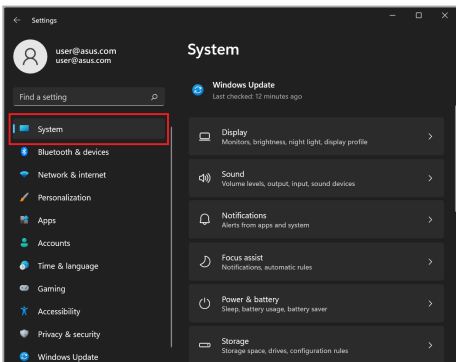 Settings
user@asus.com
user@asus.com
Find a setting
System
Bluetooth & devices
Network & internet
Personalization
Apps
Accounts
Time & language
Gaming
Accessibility
Privacy & security
Windows Update
System
Windows Update
Last checked: 12 minutes ago
Display
Monitors, brightness, night light, display profile
Sound
Volume levels, output, input, sound devices
Notifications
Alerts from apps and system
Focus assist
Notifications, automatic rules
Power & battery
Sleep, battery usage, battery saver
Storage
Storage space, drives, configuration rules